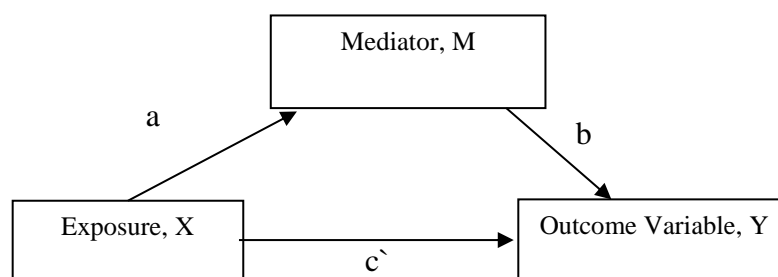 Mediator, M
a
b
Exposure, X
Outcome Variable, Y
c`